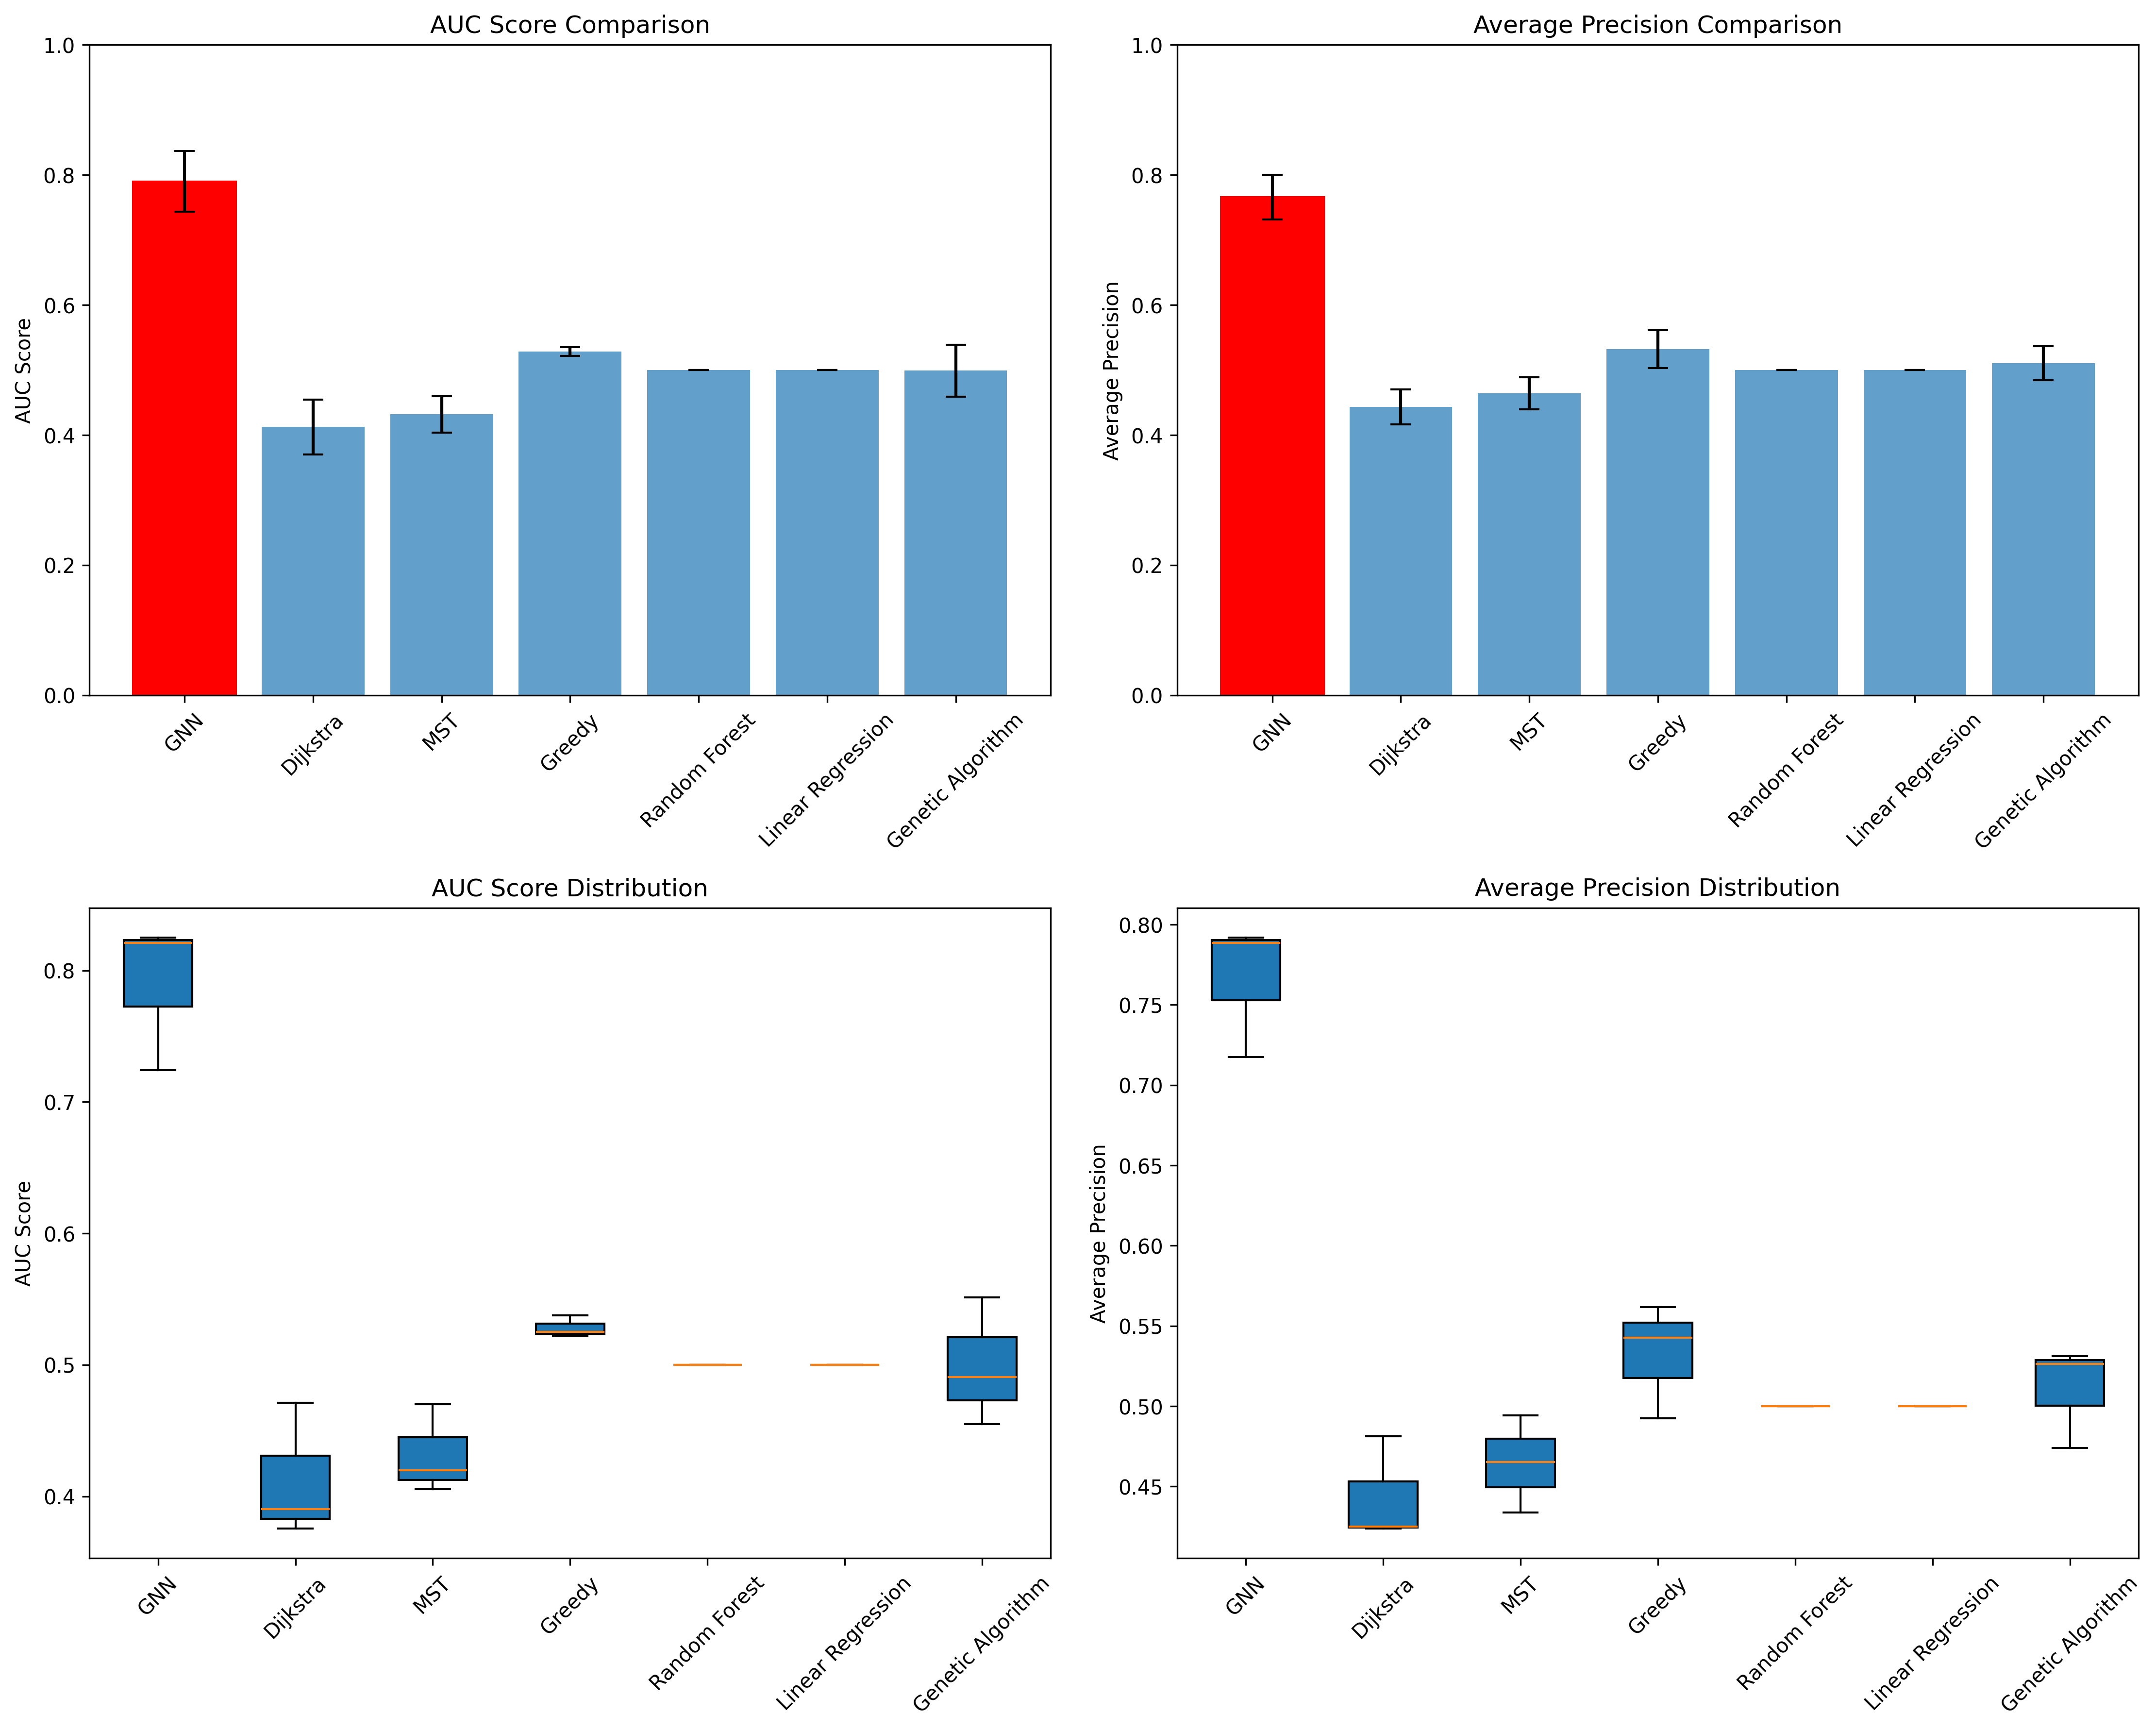 AUC Score Comparison
AUC Score
1.0
0.8
0.6
0.4
0.2
0.0
GNN
Dijkstra
MST
Greedy
Random Forest
Linear Regression
Genetic Algorithm
Average Precision Comparison
Average Precision
1.0
0.8
0.6
0.4
0.2
0.0
GNN
Dijkstra
MST
Greedy
Random Forest
Linear Regression
Genetic Algorithm
AUC Score Distribution
AUC Score
0.8
0.7
0.6
0.5
0.4
GNN
Dijkstra
MST
Greedy
Random Forest
Linear Regression
Genetic Algorithm
Average Precision Distribution
Average Precision
0.80
0.75
0.70
0.65
0.60
0.55
0.50
0.45
GNN
Dijkstra
MST
Greedy
Random Forest
Linear Regression
Genetic Algorithm